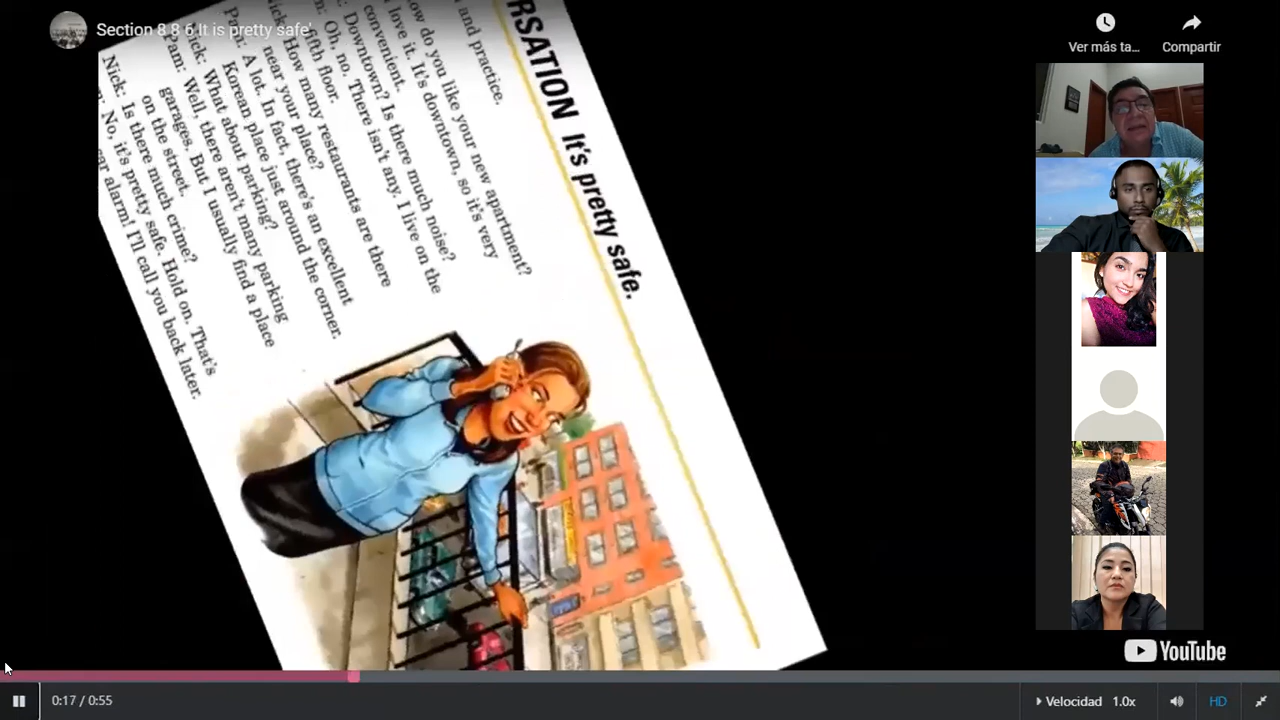 Section 8 8 6 It is pretty safe'
Ver más ta...
Compartir
RSATION It's pretty safe.
and practice.
ow do you like your new apartment?
love it. It's downtown, so it's very
convenient.
: Downtown? Is there much noise?
: Oh, no. There isn't any. I live on the
fifth floor.
Nick: How many restaurants are there
near your place?
Pam: A lot. In fact, there's an excellent
Korean place just around the corner.
Nick: What about parking?
Pam: Well, there aren't many parking
garages. But I usually find a place
on the street.
Nick: Is there much crime?
: No, it's pretty safe. Hold on. That's
car alarm! I'll call you back later.
YouTube
0:17 / 0:55
Velocidad 1.0x
HD